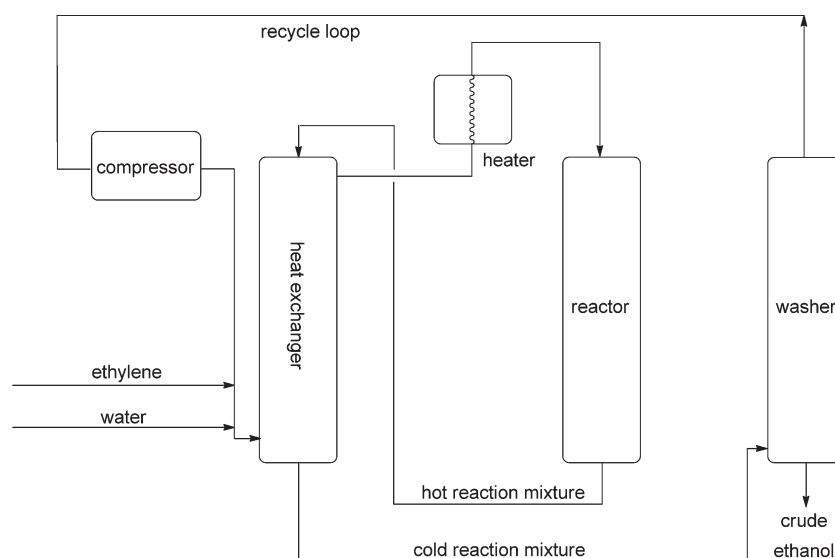 recycle loop
compressor
heater
heat exchanger
reactor
washer
ethylene
water
hot reaction mixture
cold reaction mixture
crude
ethanol